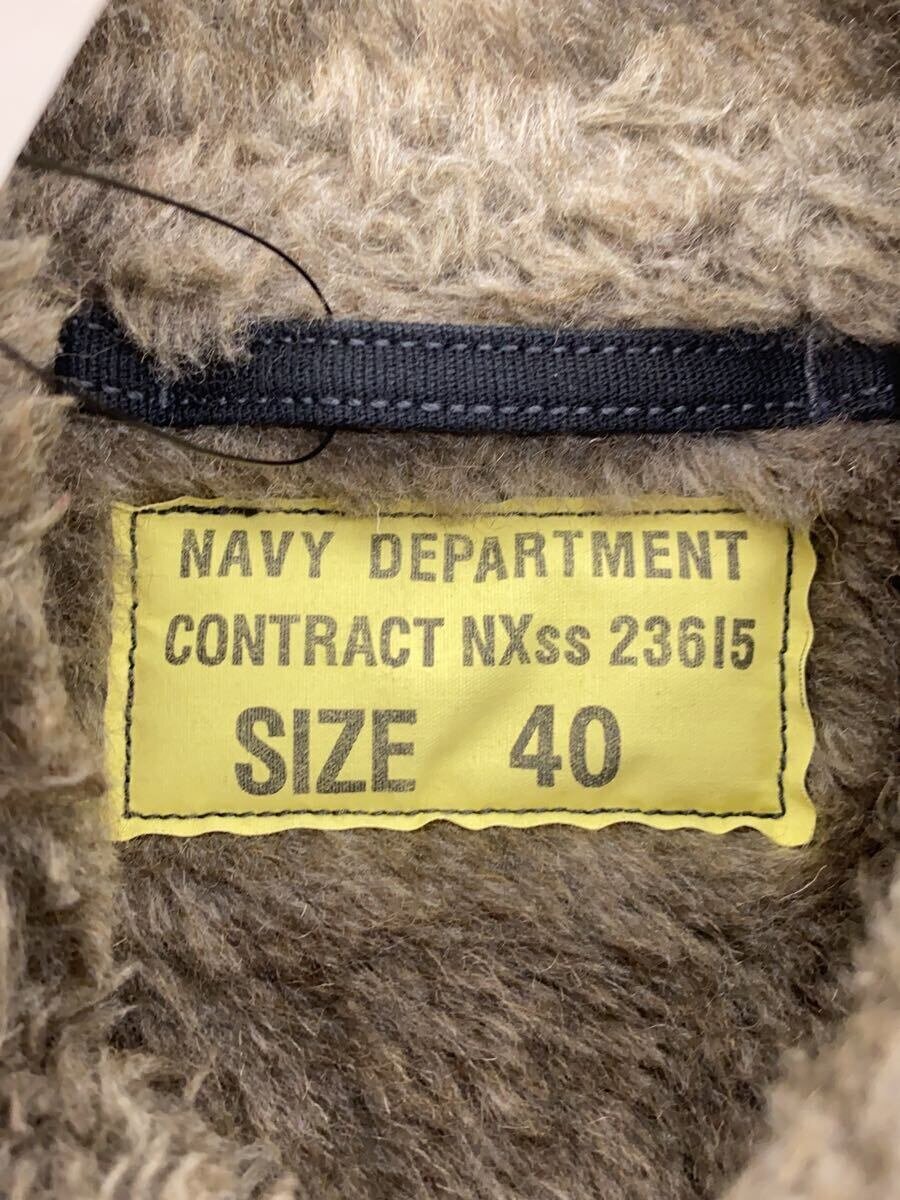 NAVY DEPARTMENT
CONTRACT NXss 23615
SIZE 40